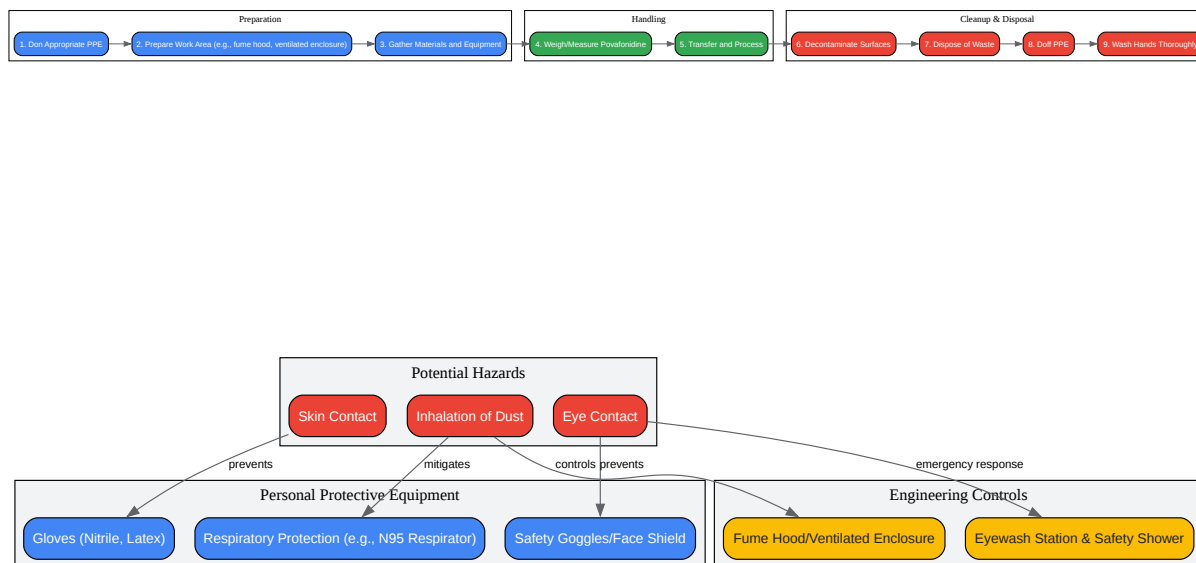 Preparation
Handling
Cleanup & Disposal
1. Don Appropriate PPE
2. Prepare Work Area (e.g., fume hood, ventilated enclosure)
3. Gather Materials and Equipment
4. Weigh/Measure Povafonidine
5. Transfer and Process
6. Decontaminate Surfaces
7. Dispose of Waste
8. Doff PPE
9. Wash Hands Thoroughly
Potential Hazards
Skin Contact
Inhalation of Dust
Eye Contact
prevents
mitigates
controls
prevents
emergency response
Personal Protective Equipment
Engineering Controls
Gloves (Nitrile, Latex)
Respiratory Protection (e.g., N95 Respirator)
Safety Goggles/Face Shield
Fume Hood/Ventilated Enclosure
Eyewash Station & Safety Shower